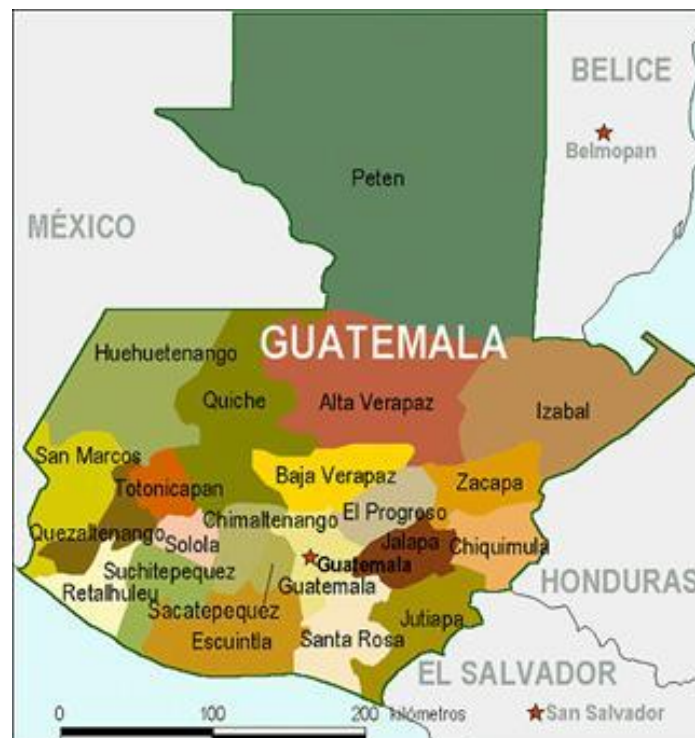 BELICE
Belmopan
Peten
MÉXICO
GUATEMALA
Huehuetenango
Quiche
Alta Verapaz
Izabal
San Marcos
Baja Verapaz
Zacapa
Totonicapan
El Progroso
Chimaltenango
Quezaltenango
Solola
Jalapa
Chiquimula
Guatemala
Suchitepequez
Guatemala
Retalhuleu
HONDURAS
Sacatepequez
Jutiapa
Escuintla
Santa Rosa
EL SALVADOR
0 100 200 kilómetros
San Salvador